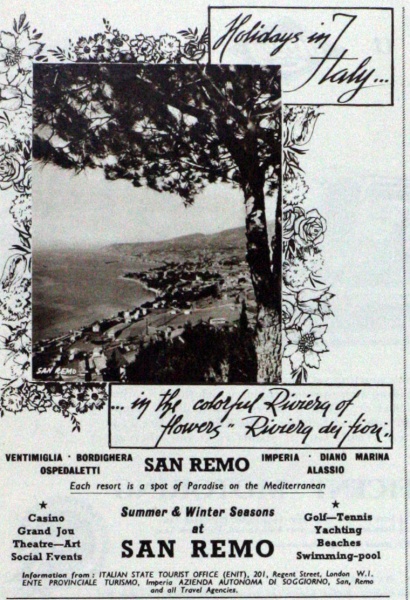 Holidays in
Italy...
SAN REMO
... in the colorful Riviera of
flowers" Riviera dei fiori..
VENTIMIGLIA · BORDIGHERA
OSPEDALETTI
SAN REMO
IMPERIA · DIANO MARINA
ALASSIO
Each resort is a spot of Paradise on the Mediterranean
★
Casino
Grand Jou
Theatre—Art
Social Events
Summer & Winter Seasons
at
SAN REMO
★
Golf—Tennis
Yachting
Beaches
Swimming-pool
Information from : ITALIAN STATE TOURIST OFFICE (ENIT), 201, Regent Street, London W.1.
ENTE PROVINCIALE TURISMO, Imperia AZIENDA AUTONOMA DI SOGGIORNO, San, Remo
and all Travel Agencies.